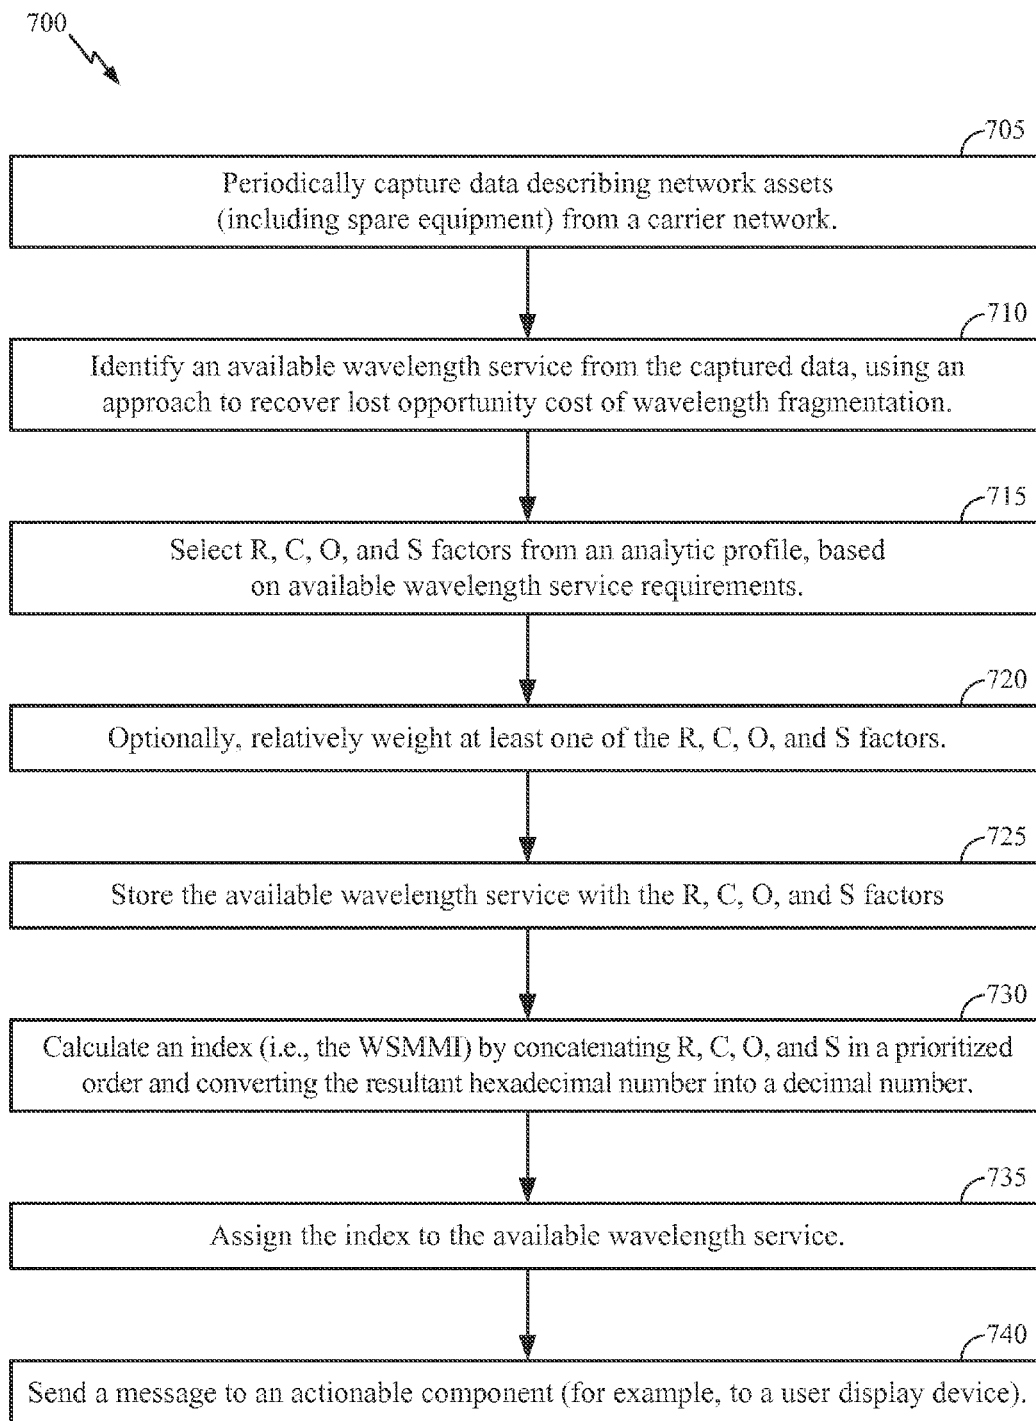 700
705
Periodically capture data describing network assets
(including spare equipment) from a carrier network.
710
Identify an available wavelength service from the captured data, using an
approach to recover lost opportunity cost of wavelength fragmentation.
715
Select R, C, O, and S factors from an analytic profile, based
on available wavelength service requirements.
720
Optionally, relatively weight at least one of the R, C, O, and S factors.
725
Store the available wavelength service with the R, C, O, and S factors
730
Calculate an index (i.e., the WSMMI) by concatenating R, C, O, and S in a prioritized
order and converting the resultant hexadecimal number into a decimal number.
735
Assign the index to the available wavelength service.
740
Send a message to an actionable component (for example, to a user display device).